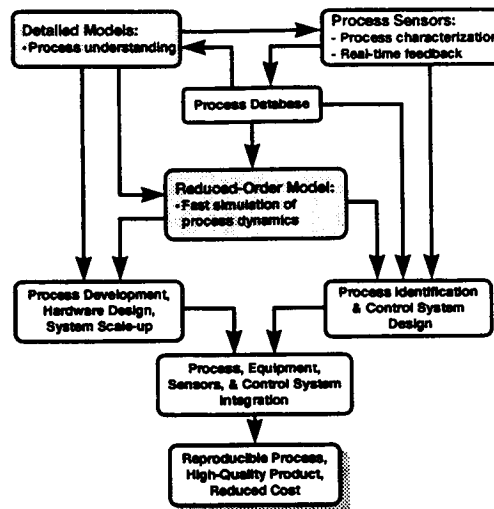 Detailed Models:
• Process understanding
Process Sensors:
- Process characterization
- Real-time feedback
Process Database
Reduced-Order Model:
• Fast simulation of
process dynamics
Process Development,
Hardware Design,
System Scale-up
Process Identification
& Control System
Design
Process, Equipment,
Sensors, & Control System
Integration
Reproducible Process,
High-Quality Product,
Reduced Cost